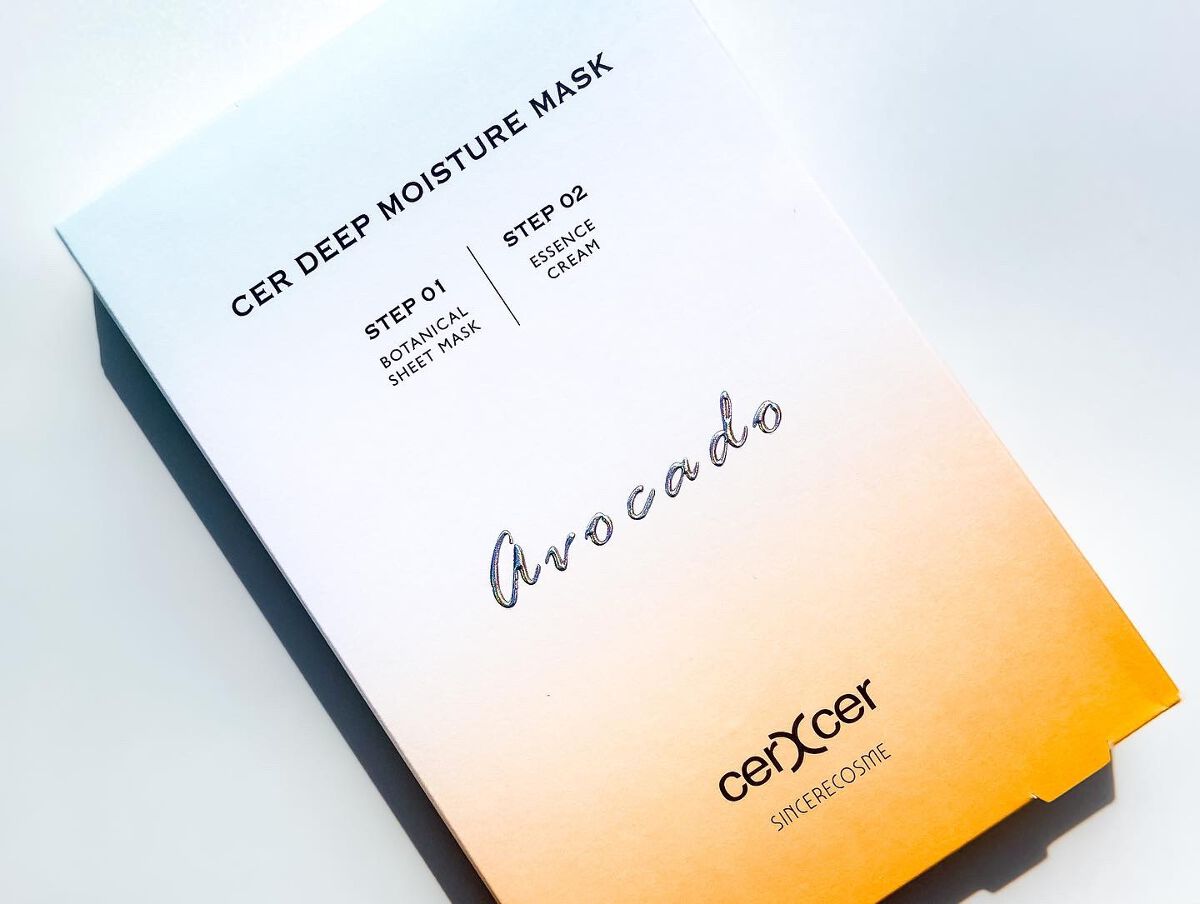 CER DEEP MOISTURE MASK
STEP 01
BOTANICAL
SHEET MASK
STEP 02
ESSENCE
CREAM
Avocado
cerXcer
SINCERECOSME